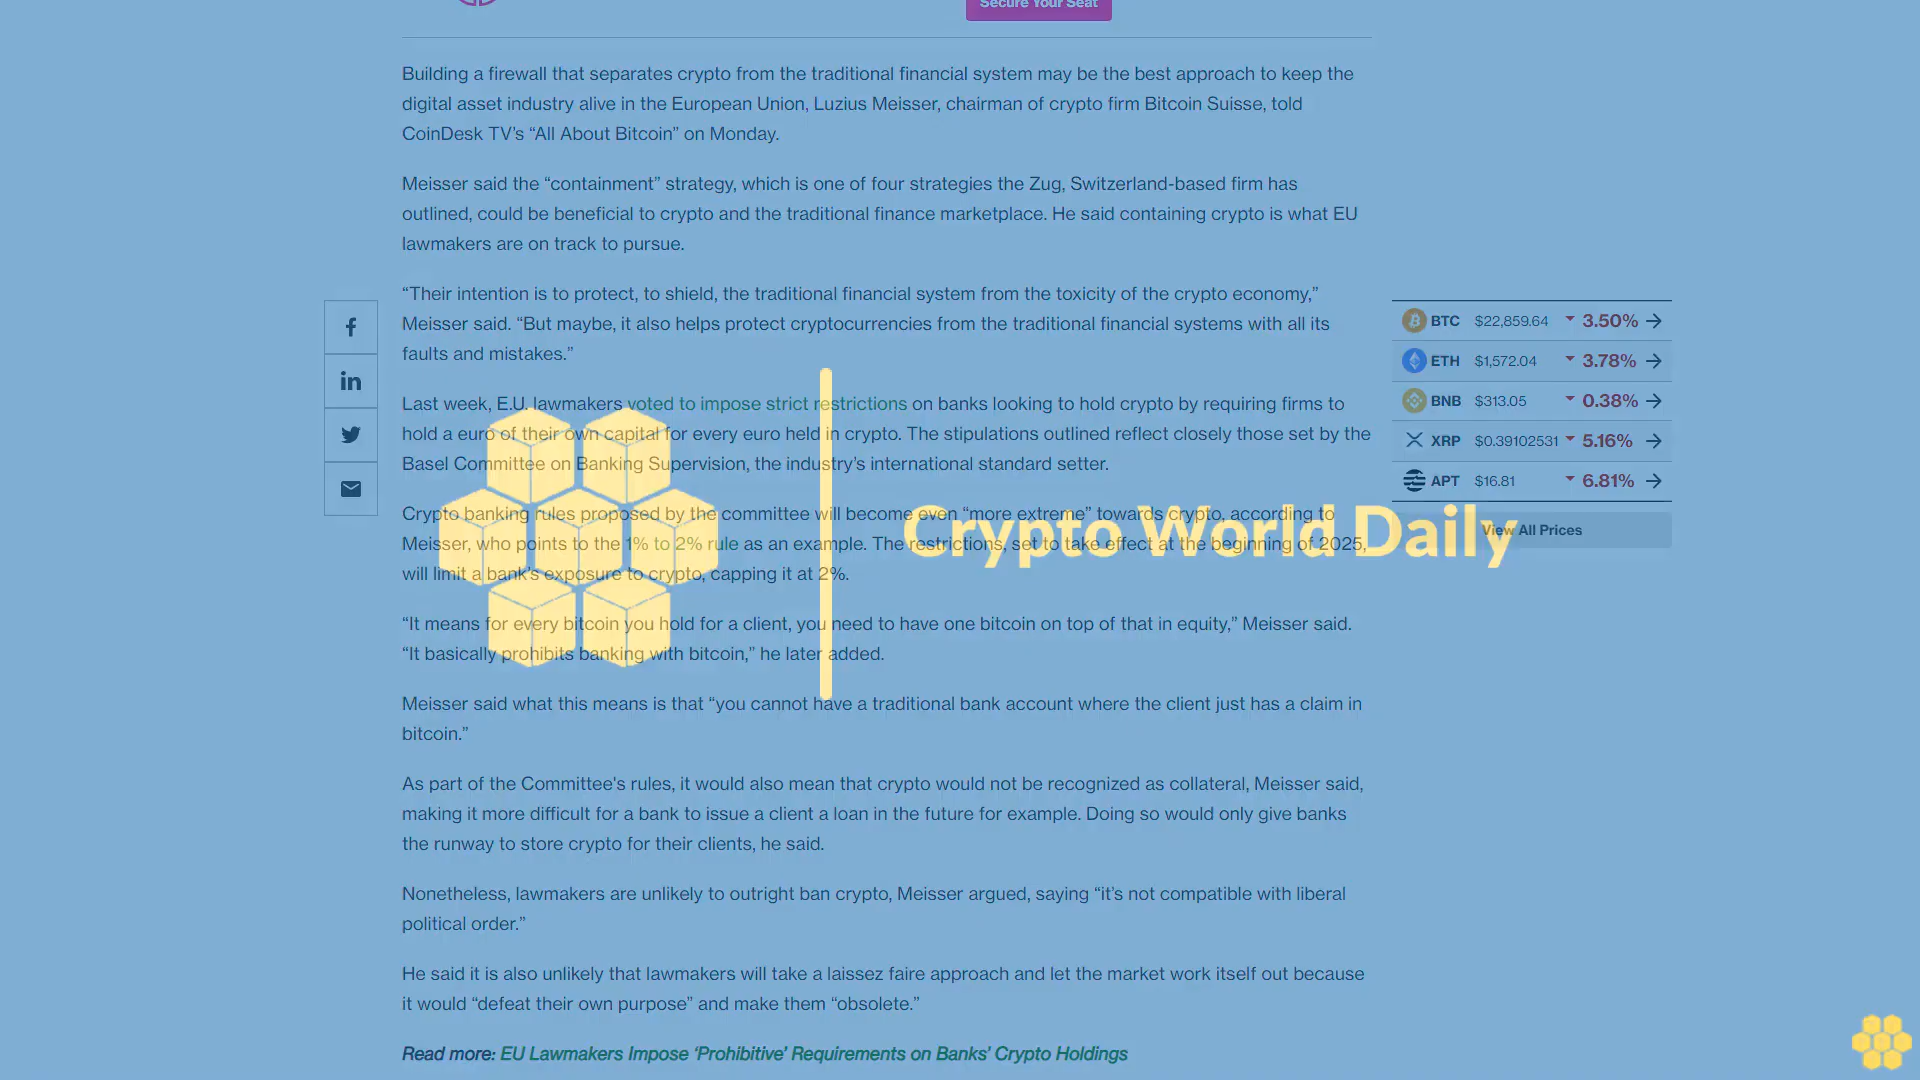 Secure Your Seat
Building a firewall that separates crypto from the traditional financial system may be the best approach to keep the
digital asset industry alive in the European Union, Luzius Meisser, chairman of crypto firm Bitcoin Suisse, told
CoinDesk TV’s “All About Bitcoin” on Monday.
Meisser said the “containment” strategy, which is one of four strategies the Zug, Switzerland-based firm has
outlined, could be beneficial to crypto and the traditional finance marketplace. He said containing crypto is what EU
lawmakers are on track to pursue.
“Their intention is to protect, to shield, the traditional financial system from the toxicity of the crypto economy,”
Meisser said. “But maybe, it also helps protect cryptocurrencies from the traditional financial systems with all its
faults and mistakes.”
Last week, E.U. lawmakers voted to impose strict restrictions on banks looking to hold crypto by requiring firms to
hold a euro of their own capital for every euro held in crypto. The stipulations outlined reflect closely those set by the
Basel Committee on Banking Supervision, the industry’s international standard setter.
Crypto banking rules proposed by the committee will become even “more extreme” towards crypto, according to
Meisser, who points to the 1% to 2% rule as an example. The restrictions, set to take effect at the beginning of 2025,
will limit a bank’s exposure to crypto, capping it at 2%.
“It means for every bitcoin you hold for a client, you need to have one bitcoin on top of that in equity,” Meisser said.
“It basically prohibits banking with bitcoin,” he later added.
Meisser said what this means is that “you cannot have a traditional bank account where the client just has a claim in
bitcoin.”
As part of the Committee's rules, it would also mean that crypto would not be recognized as collateral, Meisser said,
making it more difficult for a bank to issue a client a loan in the future for example. Doing so would only give banks
the runway to store crypto for their clients, he said.
Nonetheless, lawmakers are unlikely to outright ban crypto, Meisser argued, saying “it’s not compatible with liberal
political order.”
He said it is also unlikely that lawmakers will take a laissez faire approach and let the market work itself out because
it would “defeat their own purpose” and make them “obsolete.”
Read more: EU Lawmakers Impose ‘Prohibitive’ Requirements on Banks’ Crypto Holdings
BTC $22,859.64 3.50%
ETH $1,572.04 3.78%
BNB $313.05 0.38%
XRP $0.39102531 5.16%
APT $16.81 6.81%
View All Prices
Crypto World Daily